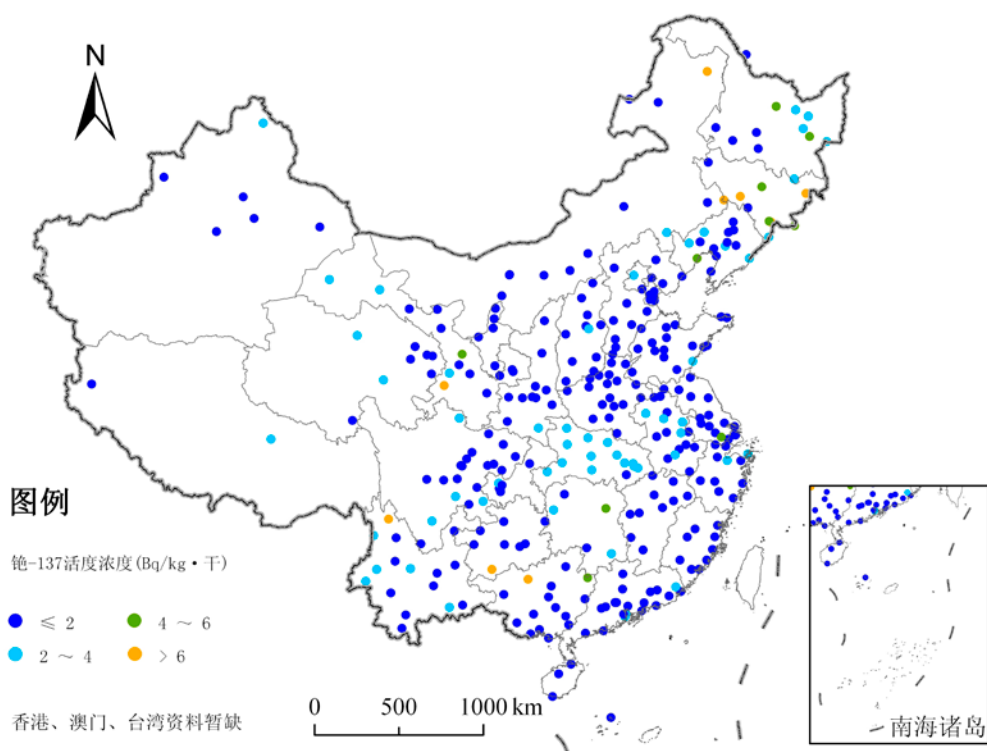 N
图例
铯-137活度浓度(Bq/kg·干)
≤ 2
4 ~ 6
2 ~ 4
> 6
香港、澳门、台湾资料暂缺
0 500 1000 km
南海诸岛